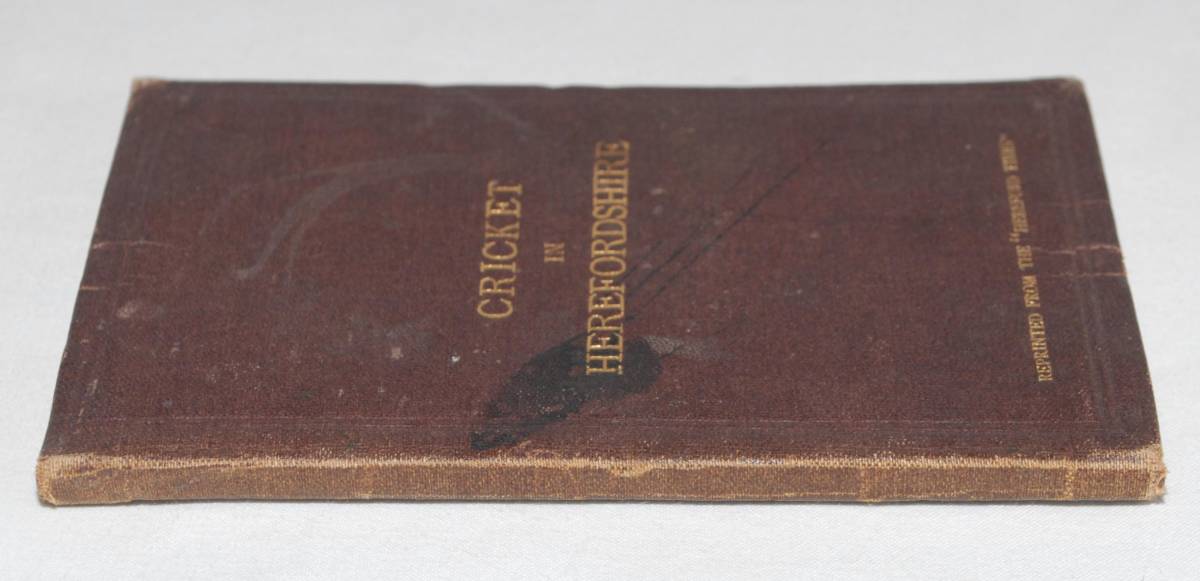 CRICKET
IN
HEREFORDSHIRE
REPRINTED FROM THE "HEREFORD TIMES"